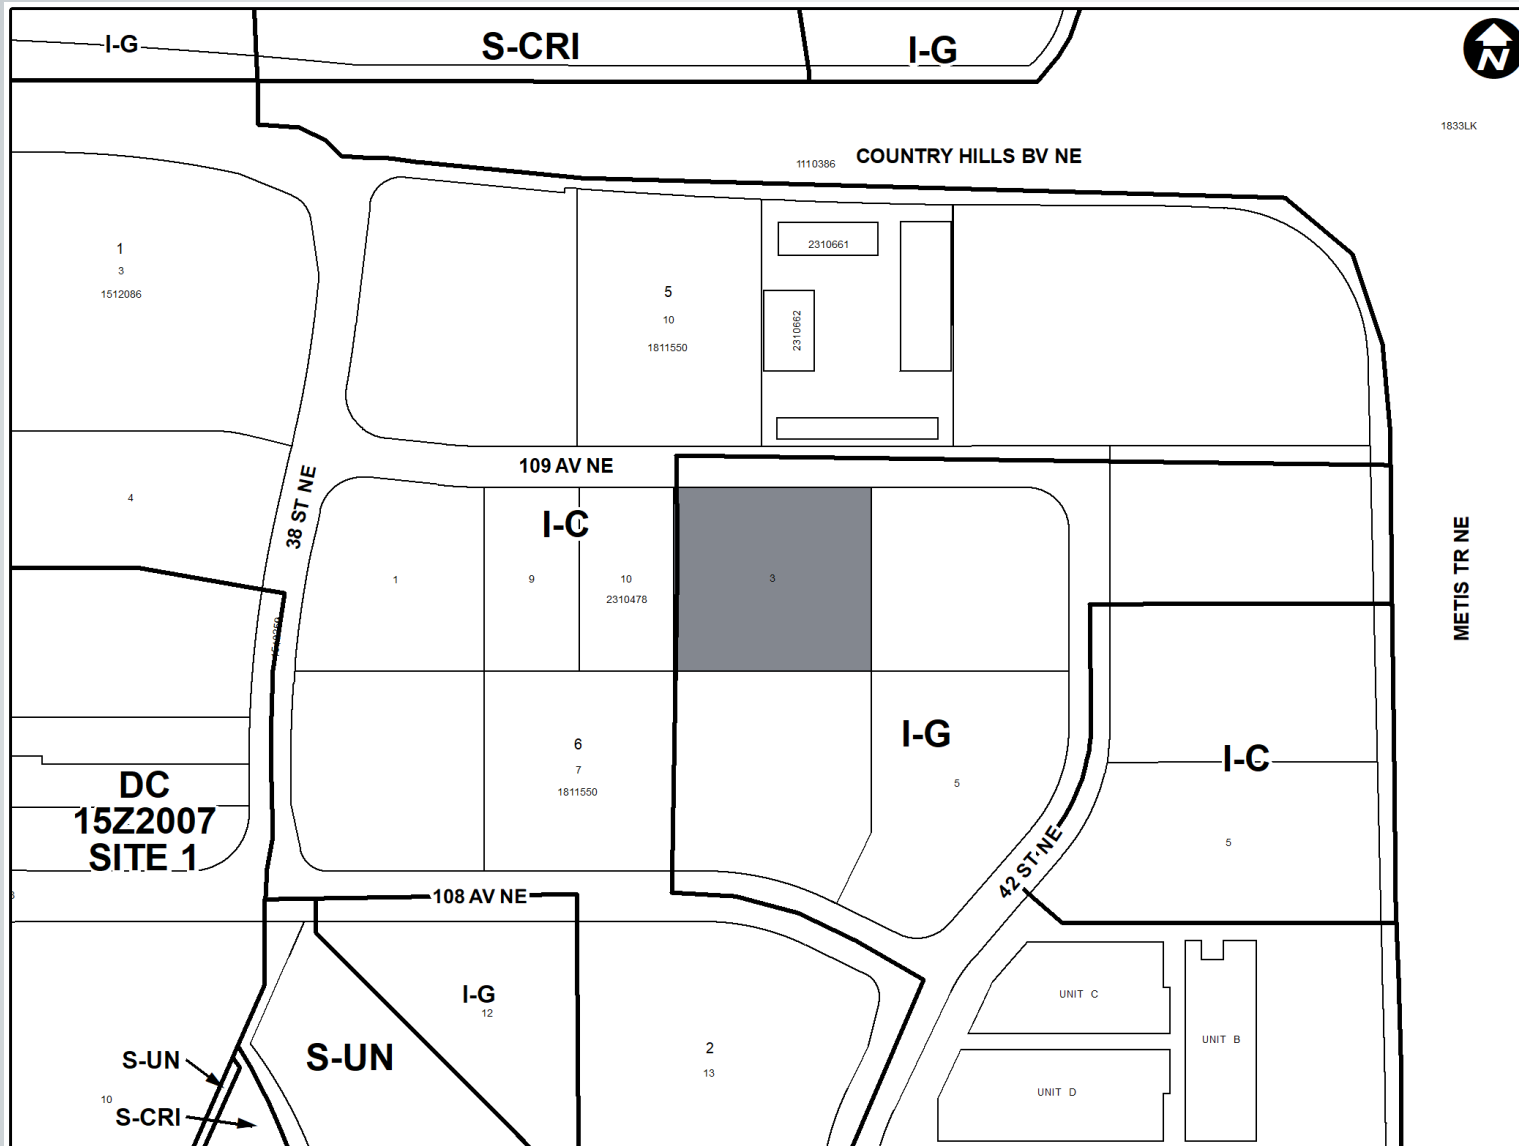 I-G
S-CRI
I-G
N
1833LK
1110386
COUNTRY HILLS BV NE
1
3
1512086
2310661
5
10
1811550
2310662
109 AV NE
38 ST NE
4
I-C
1
9
10
2310478
3
METIS TR NE
6
7
1811550
I-G
5
I-C
5
DC
15Z2007
SITE 1
42 ST NE
108 AV NE
I-G
12
S-UN
2
13
UNIT C
UNIT B
UNIT D
S-UN
10
S-CRI